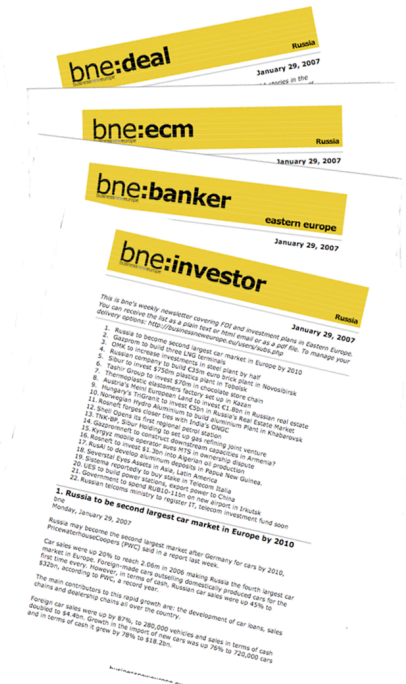 bne:deal
Russia
January 29, 2007
stories in the
bne:ecm
Russia
January 29, 2007
bne:banker
eastern europe
January 29, 2007
bne:investor
Russia
January 29, 2007
This is bne's weekly newsletter covering FDI and investment plans in Eastern Europe.
You can receive the list as a plain text or html email or as a pdf file. To manage your
delivery options: http://businessneweurope.eu/users/subs.php
1. Russia to become second largest car market in Europe by 2010
2. Gazprom to build three LNG terminals
3. OMK to increase investments in steel plant by half
4. Russian company to build €35m euro brick plant in Novosibirsk
5. Sibur to invest $750m plastics plant in Tobolsk
6. Tashir Group to invest $70m in chocolate store chain
7. Thermoplastic elastomers factory set up in Kazan
8. Austria's Meinl European Land to invest €1.8bn in Russian real estate
9. Hungary's TriGranit to invest €5bn in Russia's Real Estate Market
10. Norwegian Hydro Aluminium to build aluminium Plant in Khabarovsk
11. Rosneft forges closer ties with India's ONGC
12. Shell Opens its first regional petrol station
13. TNK-BP, Sibur Holding to set up gas refining joint venture
14. Gazpromneft to construct downstream capacities in Armenia?
15. Kyrgyz mobile operator sues MTS in ownership dispute
16. Rosneft to invest $1.3bn into Algerian oil production
17. RusAl to develop aluminum deposits in Papua New Guinea.
18. Severstal Eyes Assets in Asia, Latin America
19. Sistema reportedly to buy stake in Telecom Italia
20. UES to build power stations, export power to China
21. Government to spend RUB10-11bn on new airport in Irkutsk
22. Russian telcoms ministry to register IT, telecom investment fund soon
1. Russia to be second largest car market in Europe by 2010
bne
Monday, January 29, 2007
Russia may become the second largest market after Germany for cars by 2010,
PricewaterhouseCoopers (PWC) said in a report last week.
Car sales were up 20% to reach 2.06m in 2006 making Russia the fourth largest car
market in Europe. Foreign-made cars outselling domestically produced cars for the
first time every. However, in terms of cash, Russian car sales were up 45% to
$32bn, according to PWC, a record year.
The main contributors to this rapid growth are: the development of car loans, sales
chains and dealership chains all over the country.
Foreign car sales were up by 87%, to 280,000 vehicles and sales in terms of cash
doubled to $4.4bn. Growth in the import of new cars was up 76% to 720,000 cars
and in terms of cash it grew by 78% to $18.2bn.